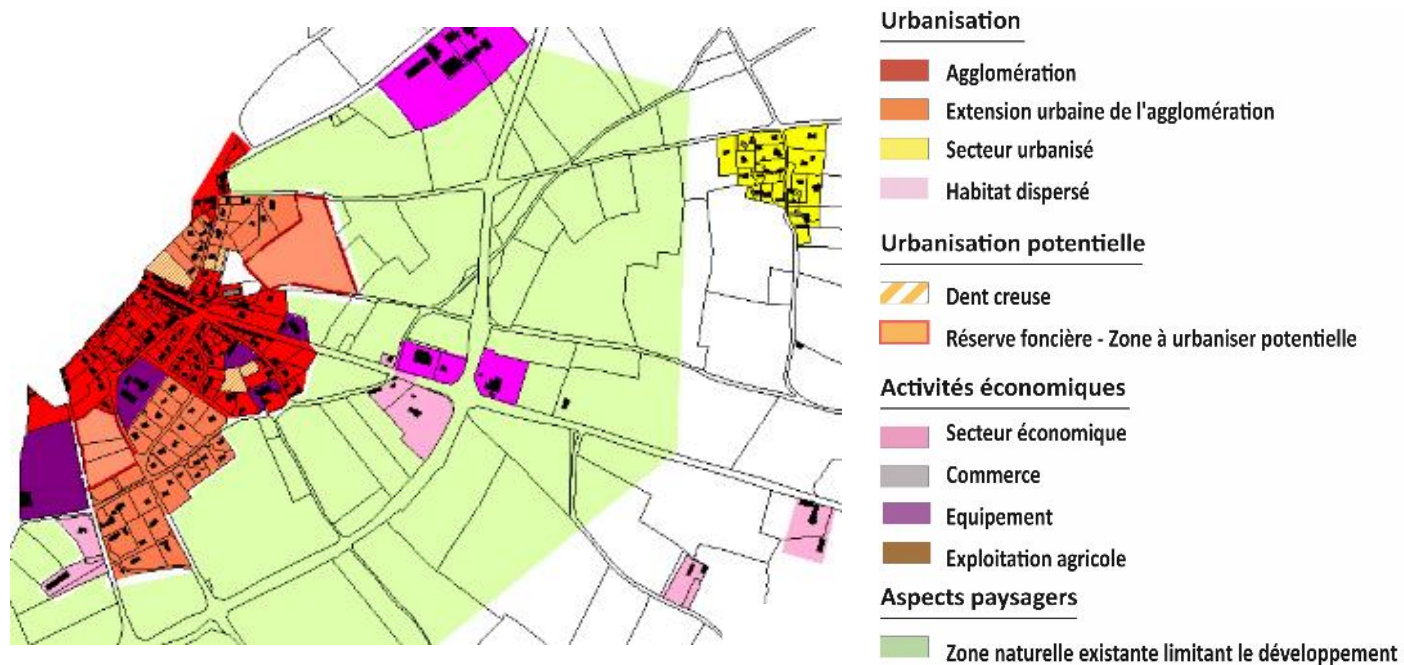 Urbanisation
Agglomération
Extension urbaine de l'agglomération
Secteur urbanisé
Habitat dispersé
Urbanisation potentielle
Dent creuse
Réserve foncière - Zone à urbaniser potentielle
Activités économiques
Secteur économique
Commerce
Equipement
Exploitation agricole
Aspects paysagers
Zone naturelle existante limitant le développement